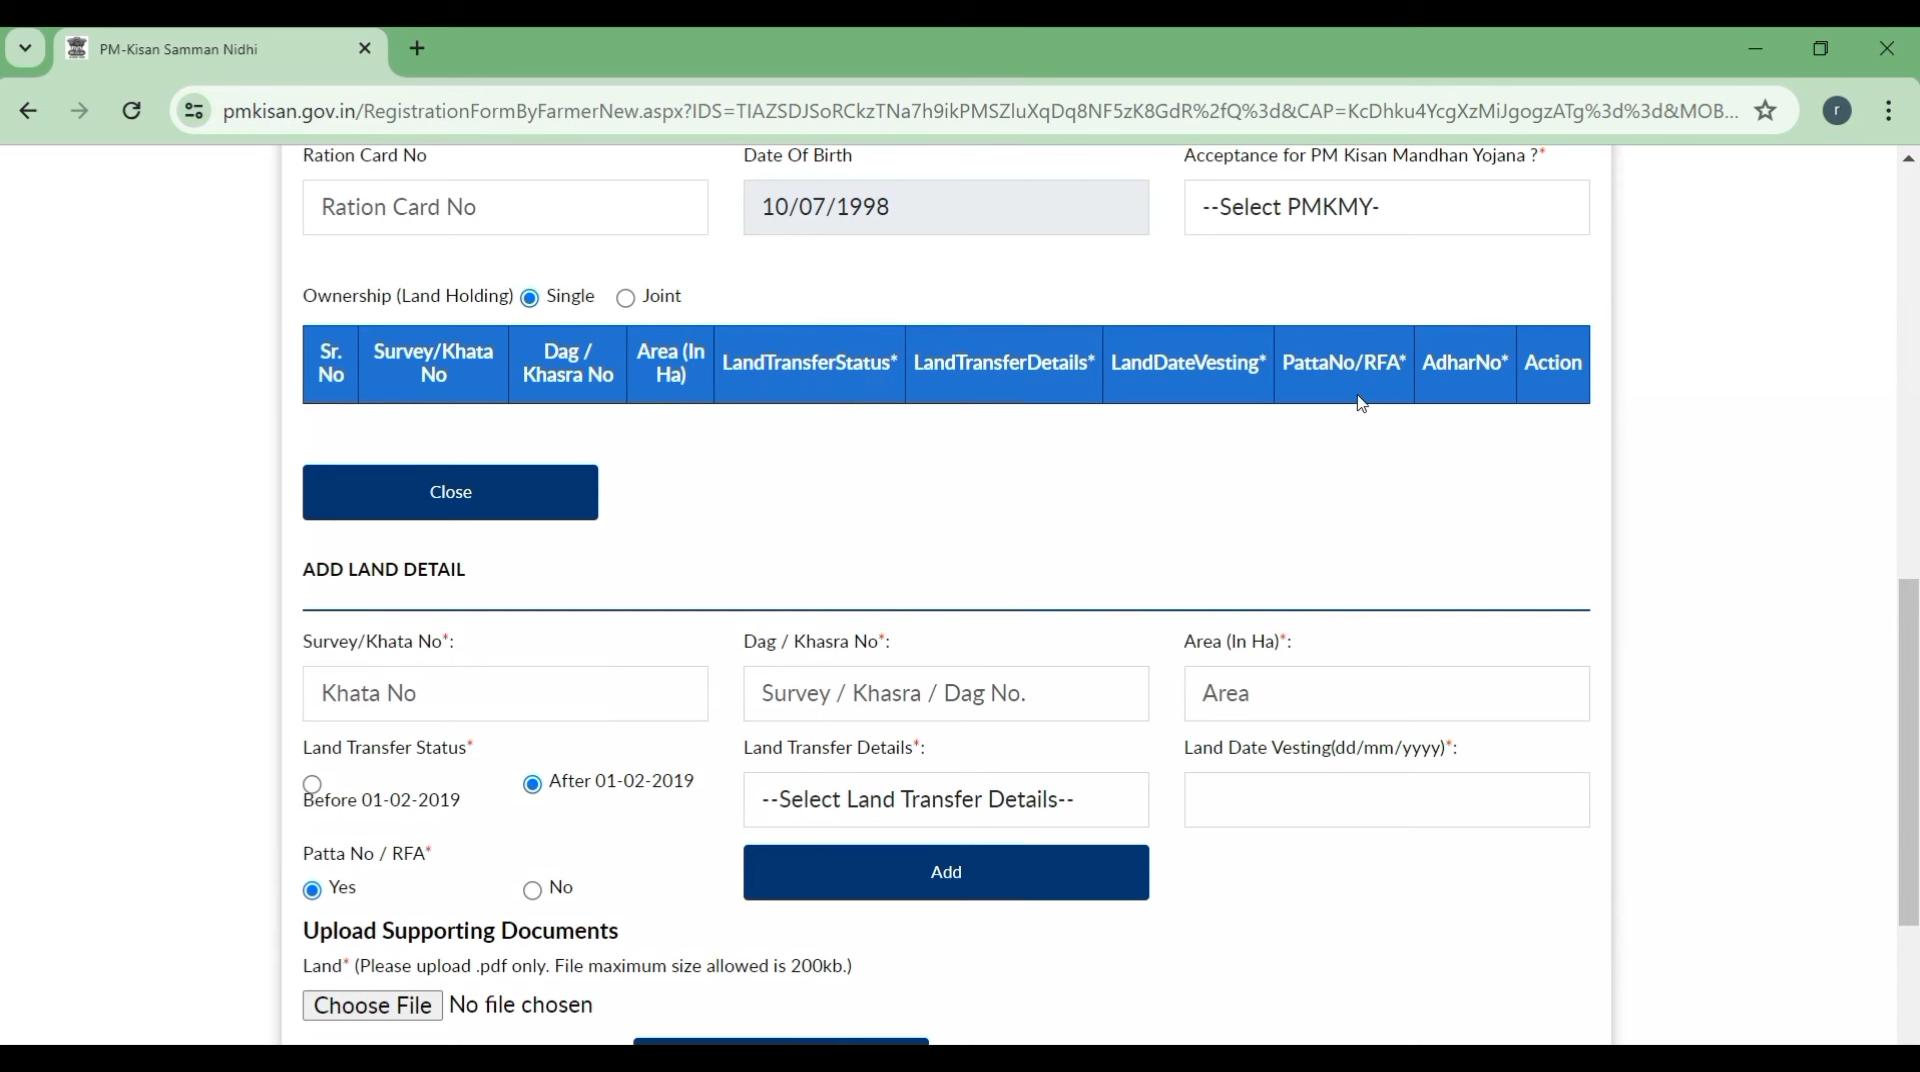 PM-Kisan Samman Nidhi
pmkisan.gov.in/RegistrationFormByFarmerNew.aspx?IDS=TIAZSDJSoRCkzTNa7h9ikPMSZluXqDq8NF5zK8GdR%2fQ%3d&CAP=KcDhku4YcgXzMiJgogzATg%3d%3d&MOB...
r
Ration Card No Date Of Birth Acceptance for PM Kisan Mandhan Yojana ?*
Ration Card No 10/07/1998 --Select PMKMY-
Ownership (Land Holding) Single Joint
Sr. No Survey/Khata No Dag / Khasra No Area (In Ha) LandTransferStatus* LandTransferDetails* LandDateVesting* PattaNo/RFA* AdharNo* Action
Close
ADD LAND DETAIL
Survey/Khata No*: Dag / Khasra No*: Area (In Ha)*:
Khata No Survey / Khasra / Dag No. Area
Land Transfer Status* Land Transfer Details*: Land Date Vesting(dd/mm/yyyy)*:
Before 01-02-2019 After 01-02-2019 --Select Land Transfer Details--
Patta No / RFA*
Yes No Add
Upload Supporting Documents
Land* (Please upload .pdf only. File maximum size allowed is 200kb.)
Choose File No file chosen